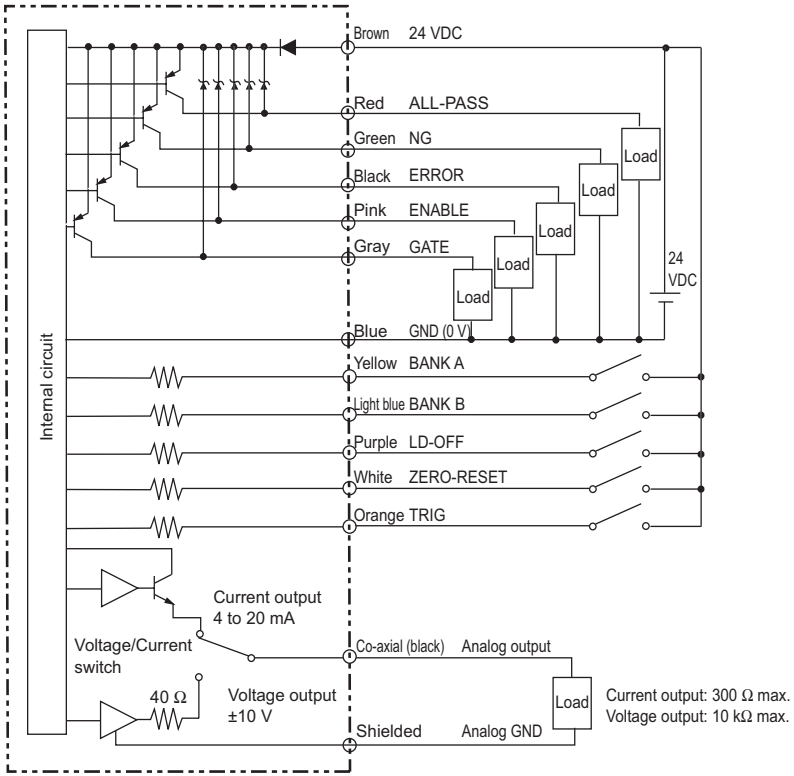 Brown 24 VDC
Red ALL-PASS
Green NG
Load
Black ERROR
Load
Pink ENABLE
Load
Gray GATE
Load
24
VDC
Load
Blue GND (0 V)
Internal circuit
Yellow BANK A
Light blue BANK B
Purple LD-OFF
White ZERO-RESET
Orange TRIG
Current output
4 to 20 mA
Voltage/Current
switch
Co-axial (black) Analog output
40 Ω
Voltage output
±10 V
Load
Current output: 300 Ω max.
Voltage output: 10 kΩ max.
Shielded Analog GND